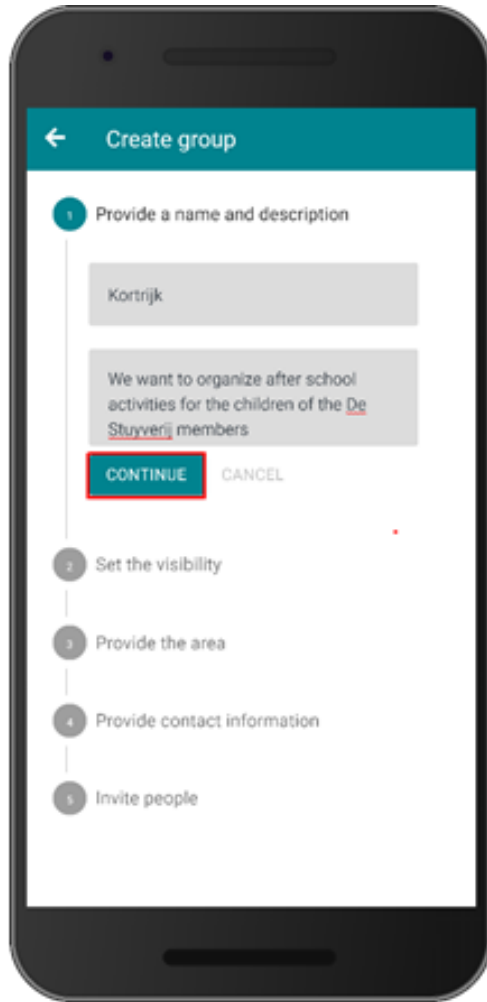 Create group
1 Provide a name and description
Kortrijk
We want to organize after school
activities for the children of the De
Stuyverij members
CONTINUE CANCEL
2 Set the visibility
3 Provide the area
4 Provide contact information
5 Invite people